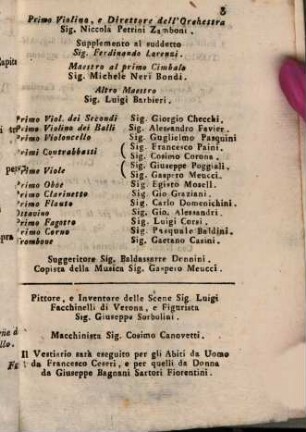 3
Primo Violino, e Direttore dell'Orchestra
Sig. Niccola Petrini Zamboni.
Supplemento al suddetto
Sig. Ferdinando Lorenzi.
Maestro al primo Cimbalo
Sig. Michele Neri Bondi.
Altro Maestro
Sig. Luigi Barbieri.
Primo Viol. dei Secondi Sig. Giorgio Checchi.
Primo Violino dei Balli Sig. Alessandro Favier.
Primo Violoncello Sig. Guglielmo Pasquini
Primi Contrabbassi ( Sig. Francesco Paini.
( Sig. Cosimo Corona.
Prime Viole ( Sig. Giuseppe Poggiali.
( Sig. Gaspero Meucci.
Primo Oboè Sig. Egisto Mosell.
Primo Clarinetto Sig. Gio Graziani.
Primo Flauto Sig. Carlo Domenichini.
Ottavino Sig. Gio. Alessandri.
Primo Fagotto Sig. Luigi Corsi.
Primo Corno Sig. Pasquale Baldini.
Trombone Sig. Gaetano Casini.
Suggeritore Sig. Baldassarre Dennini.
Copista della Musica Sig. Gaspero Meucci.
Pittore, e Inventore delle Scene Sig. Luigi
Facchinelli di Verona, e Figurista
Sig. Giuseppe Sorbolini.
Macchinista Sig. Cosimo Canovetti.
Il Vestiario sarà eseguito per gli Abiti da Uomo
da Francesco Ceseri, e per quelli da Donna
da Giuseppe Bagnani Sartori Fiorentini.